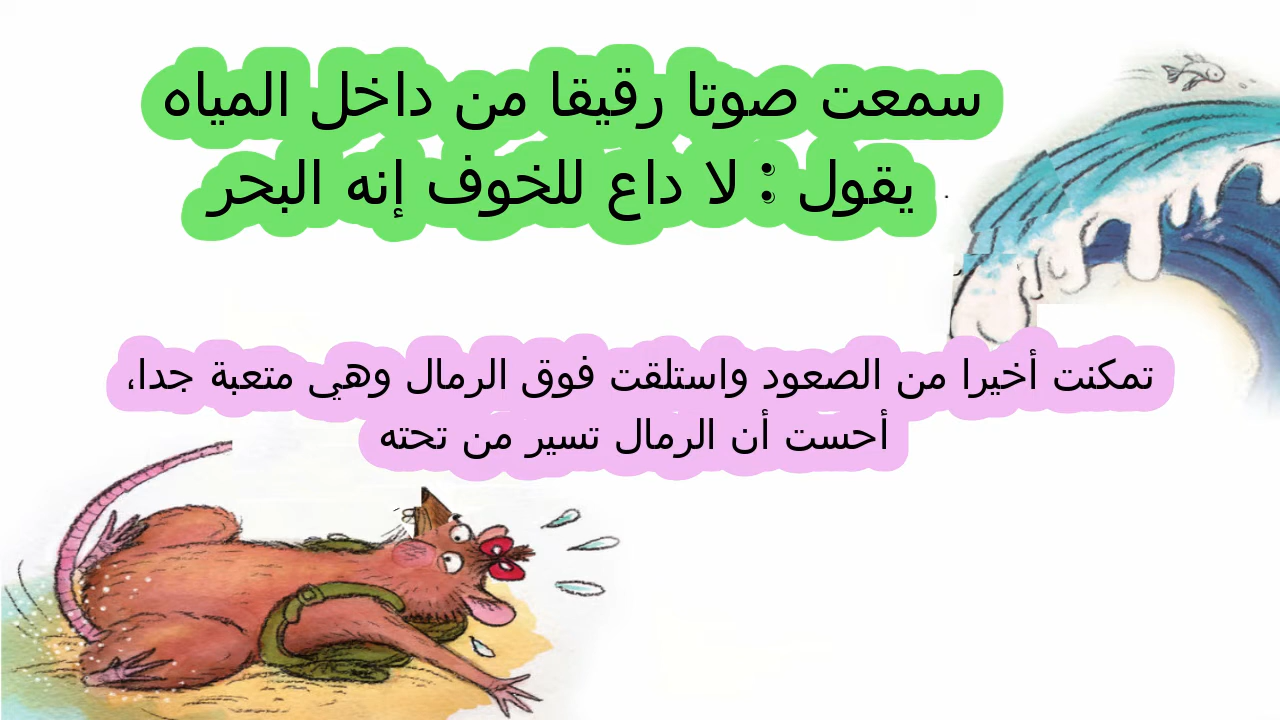 سمعت صوتا رقيقا من داخل المياه
يقول : لا داع للخوف إنه البحر
تمكنت أخيرا من الصعود واستلقت فوق الرمال وهي متعبة جدا،
أحست أن الرمال تسير من تحته